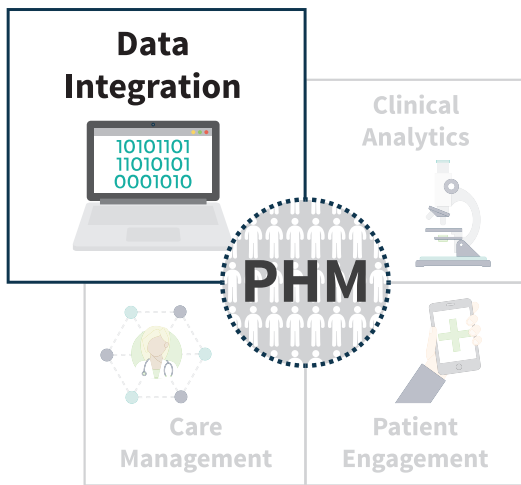 Data
Integration
10101101
11010101
0001010
Clinical
Analytics
PHM
Care
Management
Patient
Engagement